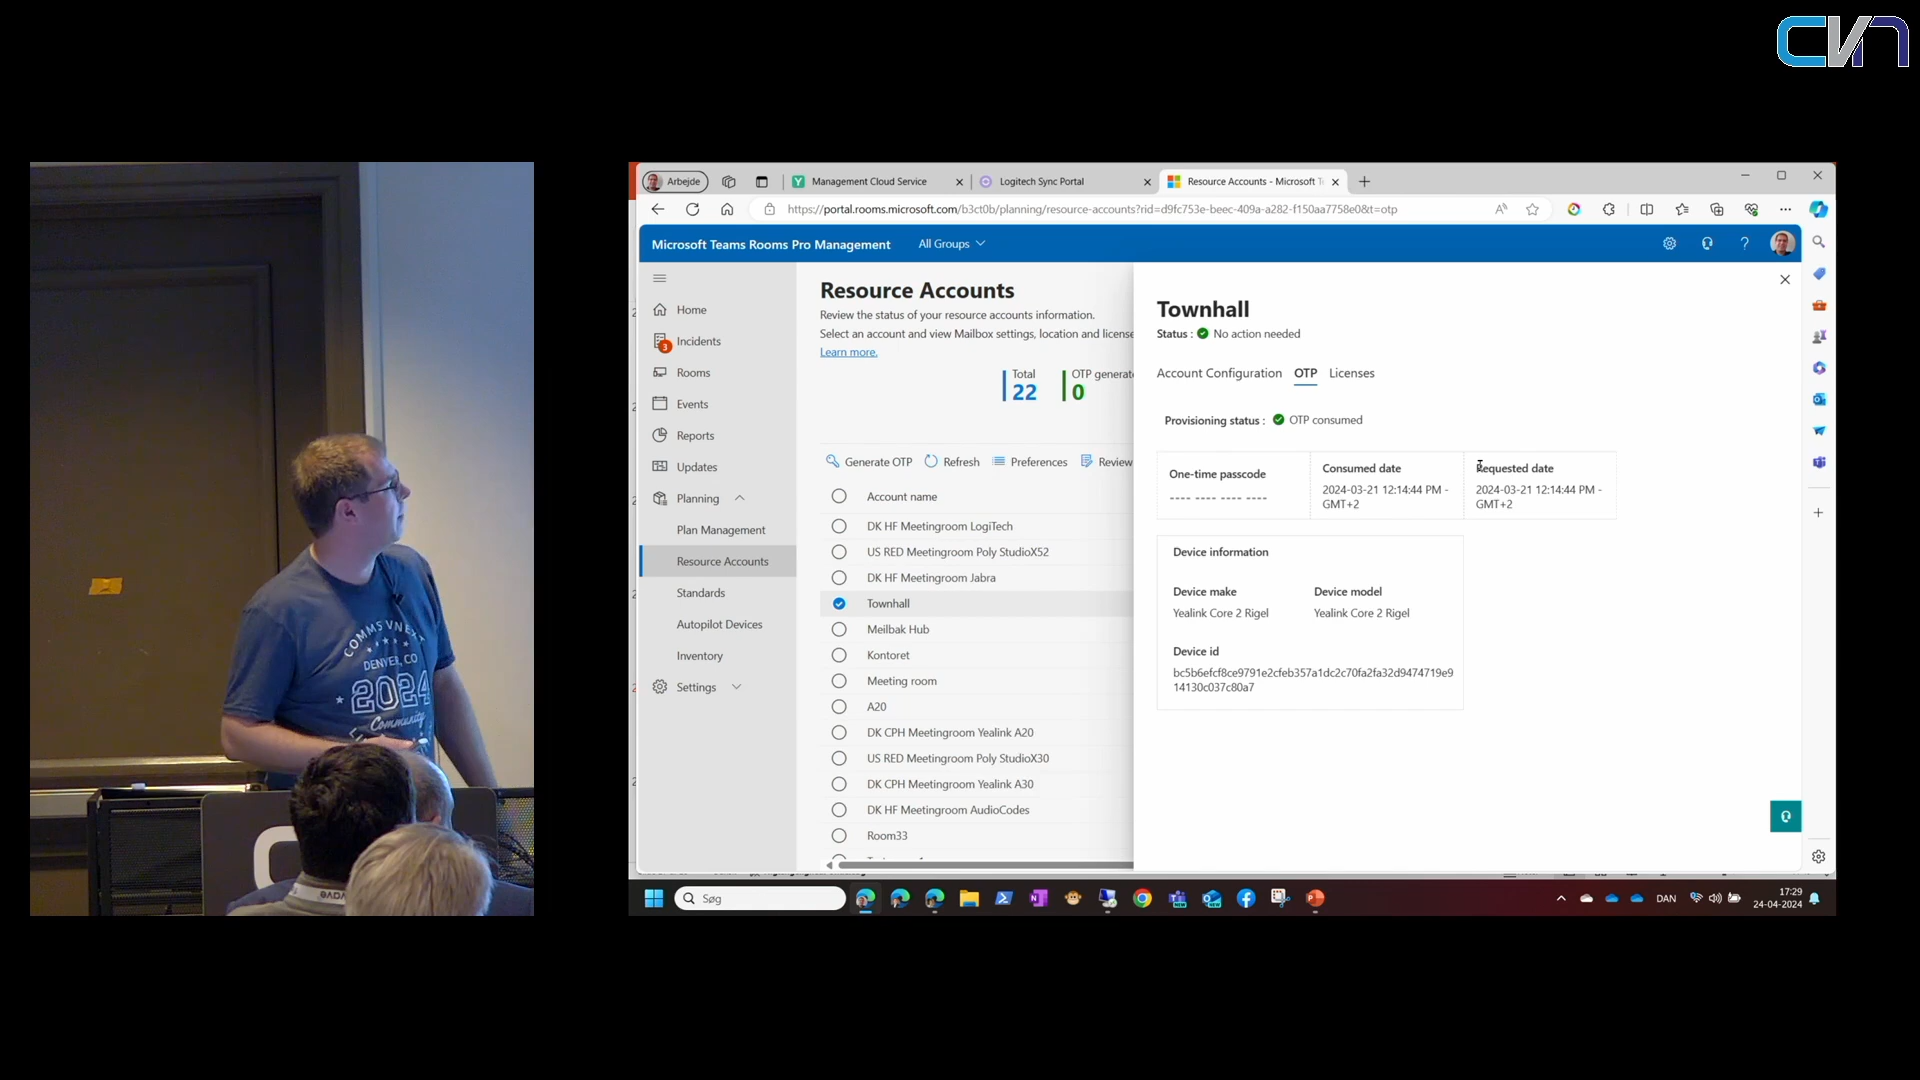 CVN
Arbejde
Management Cloud Service
Logitech Sync Portal
Resource Accounts - Microsoft Te
https://portal.rooms.microsoft.com/b3ct0b/planning/resource-accounts?rid=d9fc753e-beec-409a-a282-f150aa7758e0&t=otp
Microsoft Teams Rooms Pro Management
All Groups
Home
Incidents
3
Rooms
Events
Reports
Updates
Planning
Plan Management
Resource Accounts
Standards
Autopilot Devices
Inventory
Settings
Resource Accounts
Review the status of your resource accounts information.
Select an account and view Mailbox settings, location and license
Learn more.
Total
22
OTP generate
0
Generate OTP
Refresh
Preferences
Review
Account name
DK HF Meetingroom LogiTech
US RED Meetingroom Poly StudioX52
DK HF Meetingroom Jabra
Townhall
Meilbak Hub
Kontoret
Meeting room
A20
DK CPH Meetingroom Yealink A20
US RED Meetingroom Poly StudioX30
DK CPH Meetingroom Yealink A30
DK HF Meetingroom AudioCodes
Room33
Townhall
Status : No action needed
Account Configuration
OTP
Licenses
Provisioning status : OTP consumed
One-time passcode
---- ---- ---- ----
Consumed date
2024-03-21 12:14:44 PM -
GMT+2
Requested date
2024-03-21 12:14:44 PM -
GMT+2
Device information
Device make
Yealink Core 2 Rigel
Device model
Yealink Core 2 Rigel
Device id
bc5b6efcf8ce9791e2cfeb357a1dc2c70fa2fa32d9474719e9
14130c037c80a7
Søg
DAN
17:29
24-04-2024
COMMS VNEXT
DENVER, CO
2024
Community